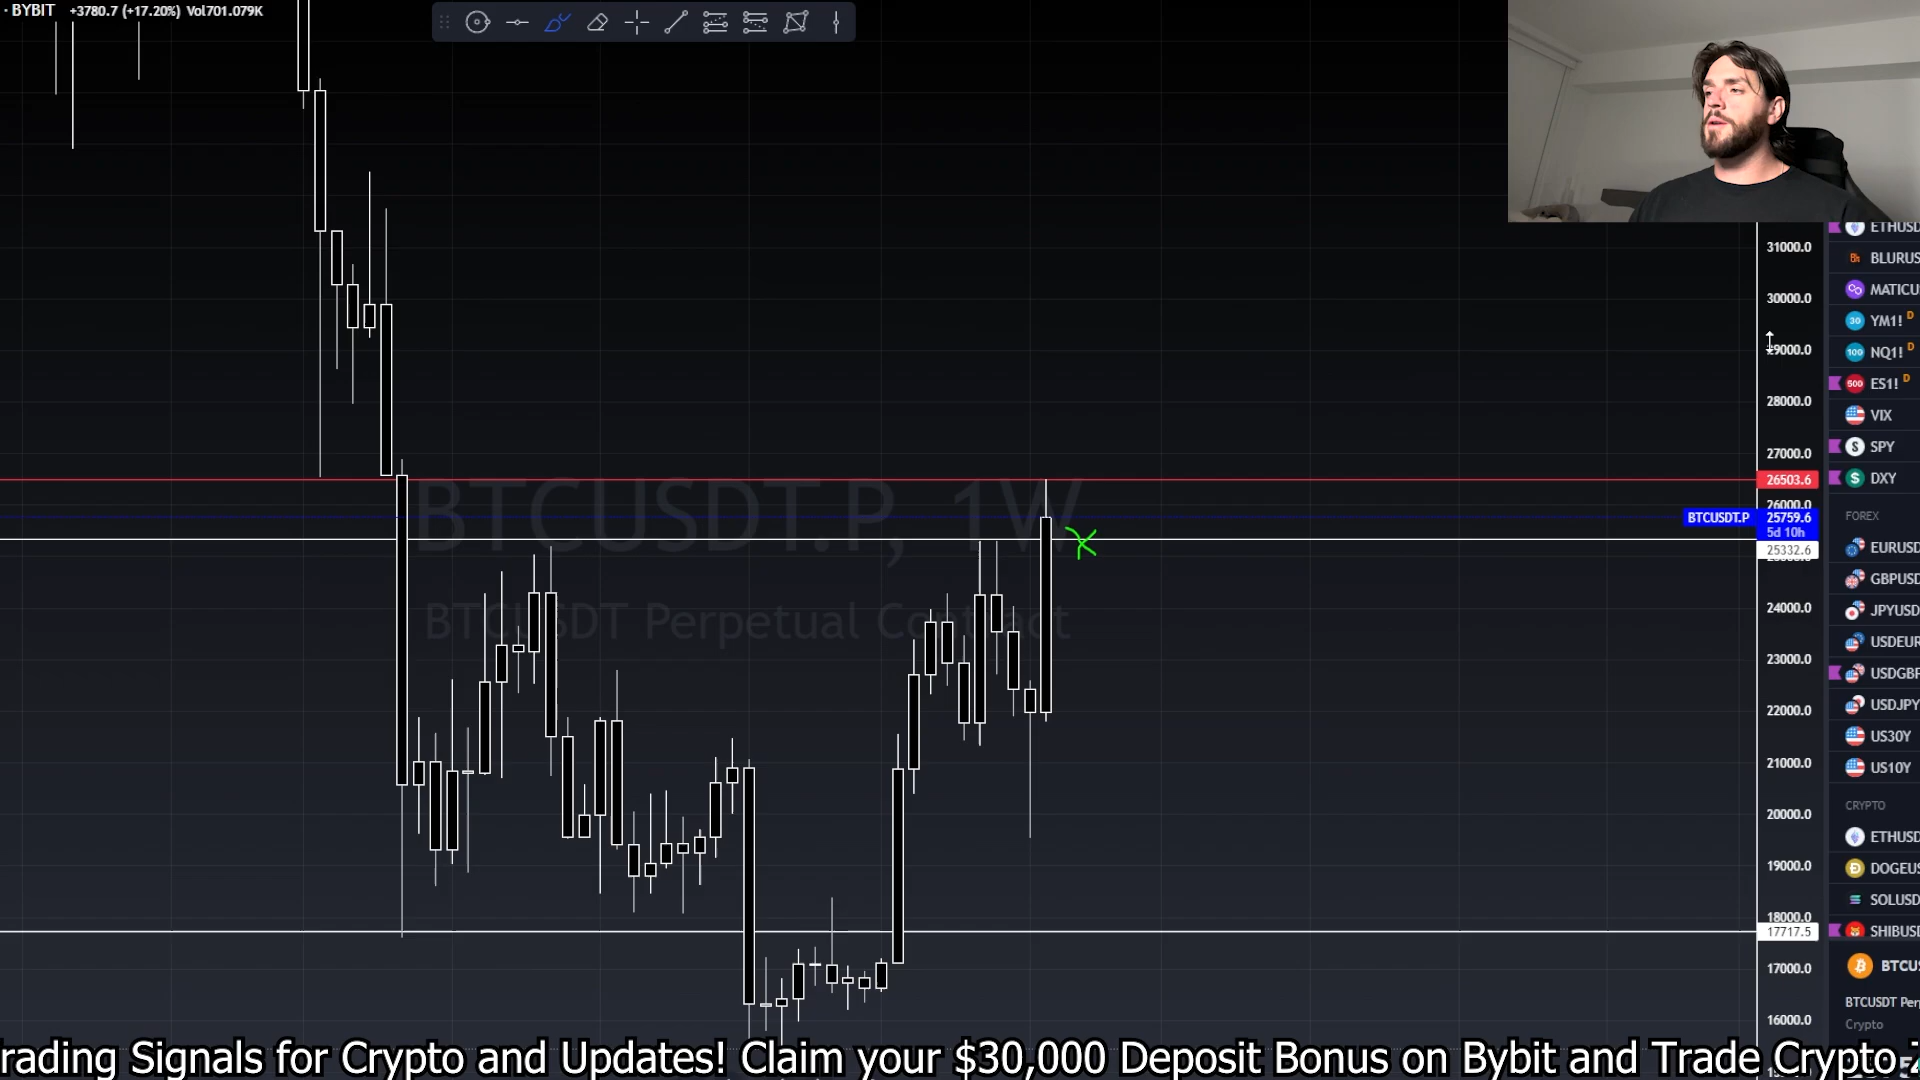 · BYBIT +3780.7 (+17.20%) Vol701.079K
BTCUSDT.P, 1W
BTCUSDT Perpetual Contract
31000.0
30000.0
29000.0
28000.0
27000.0
26503.6
26000.0
BTCUSDT.P 25759.6
5d 10h
25332.6
24000.0
23000.0
22000.0
21000.0
20000.0
19000.0
18000.0
17717.5
17000.0
16000.0
ETHUSD
BLURUS
MATICU
YM1! D
NQ1! D
ES1! D
VIX
SPY
DXY
FOREX
EURUSD
GBPUSD
JPYUSD
USDEUR
USDGBP
USDJPY
US30Y
US10Y
CRYPTO
ETHUSD
DOGEUS
SOLUSD
SHIBUSD
BTCUS
BTCUSDT Per
Crypto
rading Signals for Crypto and Updates! Claim your $30,000 Deposit Bonus on Bybit and Trade Crypto